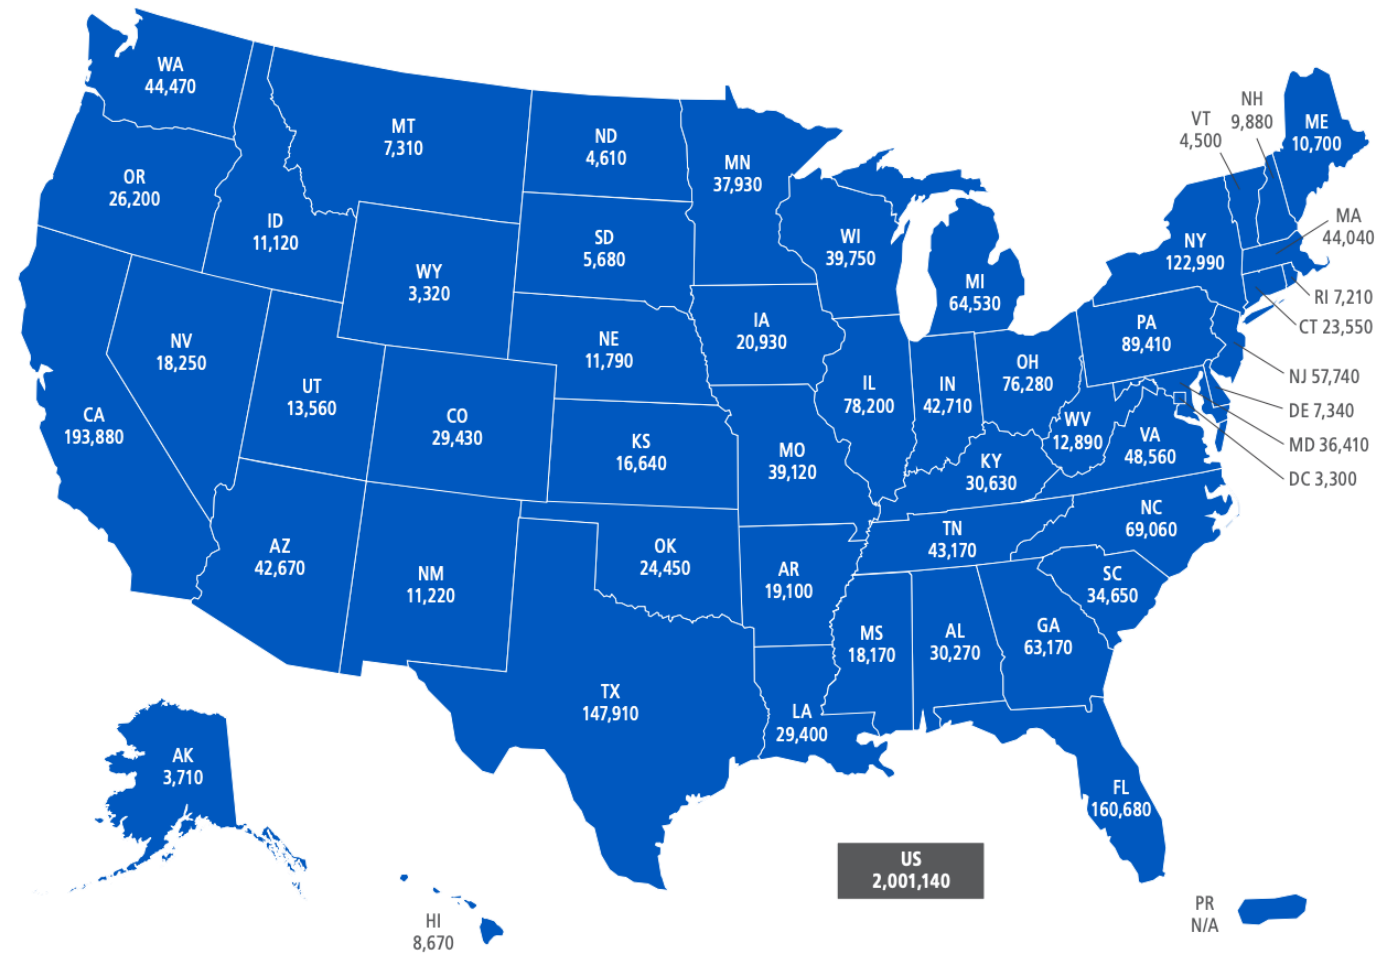 WA
44,470
OR
26,200
CA
193,880
NV
18,250
ID
11,120
MT
7,310
WY
3,320
UT
13,560
CO
29,430
AZ
42,670
NM
11,220
ND
4,610
SD
5,680
NE
11,790
KS
16,640
OK
24,450
TX
147,910
MN
37,930
IA
20,930
MO
39,120
AR
19,100
LA
29,400
WI
39,750
IL
78,200
MI
64,530
IN
42,710
OH
76,280
KY
30,630
TN
43,170
MS
18,170
AL
30,270
GA
63,170
FL
160,680
SC
34,650
NC
69,060
VA
48,560
WV
12,890
PA
89,410
NY
122,990
VT
4,500
NH
9,880
ME
10,700
MA
44,040
RI 7,210
CT 23,550
NJ 57,740
DE 7,340
MD 36,410
DC 3,300
AK
3,710
HI
8,670
US
2,001,140
PR
N/A